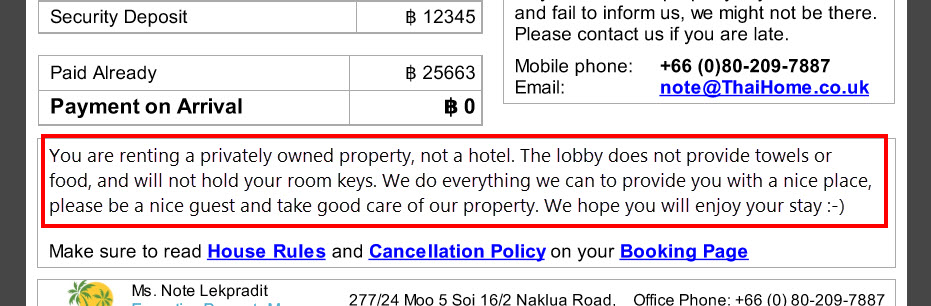 Security Deposit ฿ 12345
and fail to inform us, we might not be there.
Please contact us if you are late.
Paid Already ฿ 25663
Payment on Arrival ฿ 0
Mobile phone: +66 (0)80-209-7887
Email: note@ThaiHome.co.uk
You are renting a privately owned property, not a hotel. The lobby does not provide towels or
food, and will not hold your room keys. We do everything we can to provide you with a nice place,
please be a nice guest and take good care of our property. We hope you will enjoy your stay :-)
Make sure to read House Rules and Cancellation Policy on your Booking Page
Ms. Note Lekpradit
277/24 Moo 5 Soi 16/2 Naklua Road. Office Phone: +66 (0) 80-209-7887